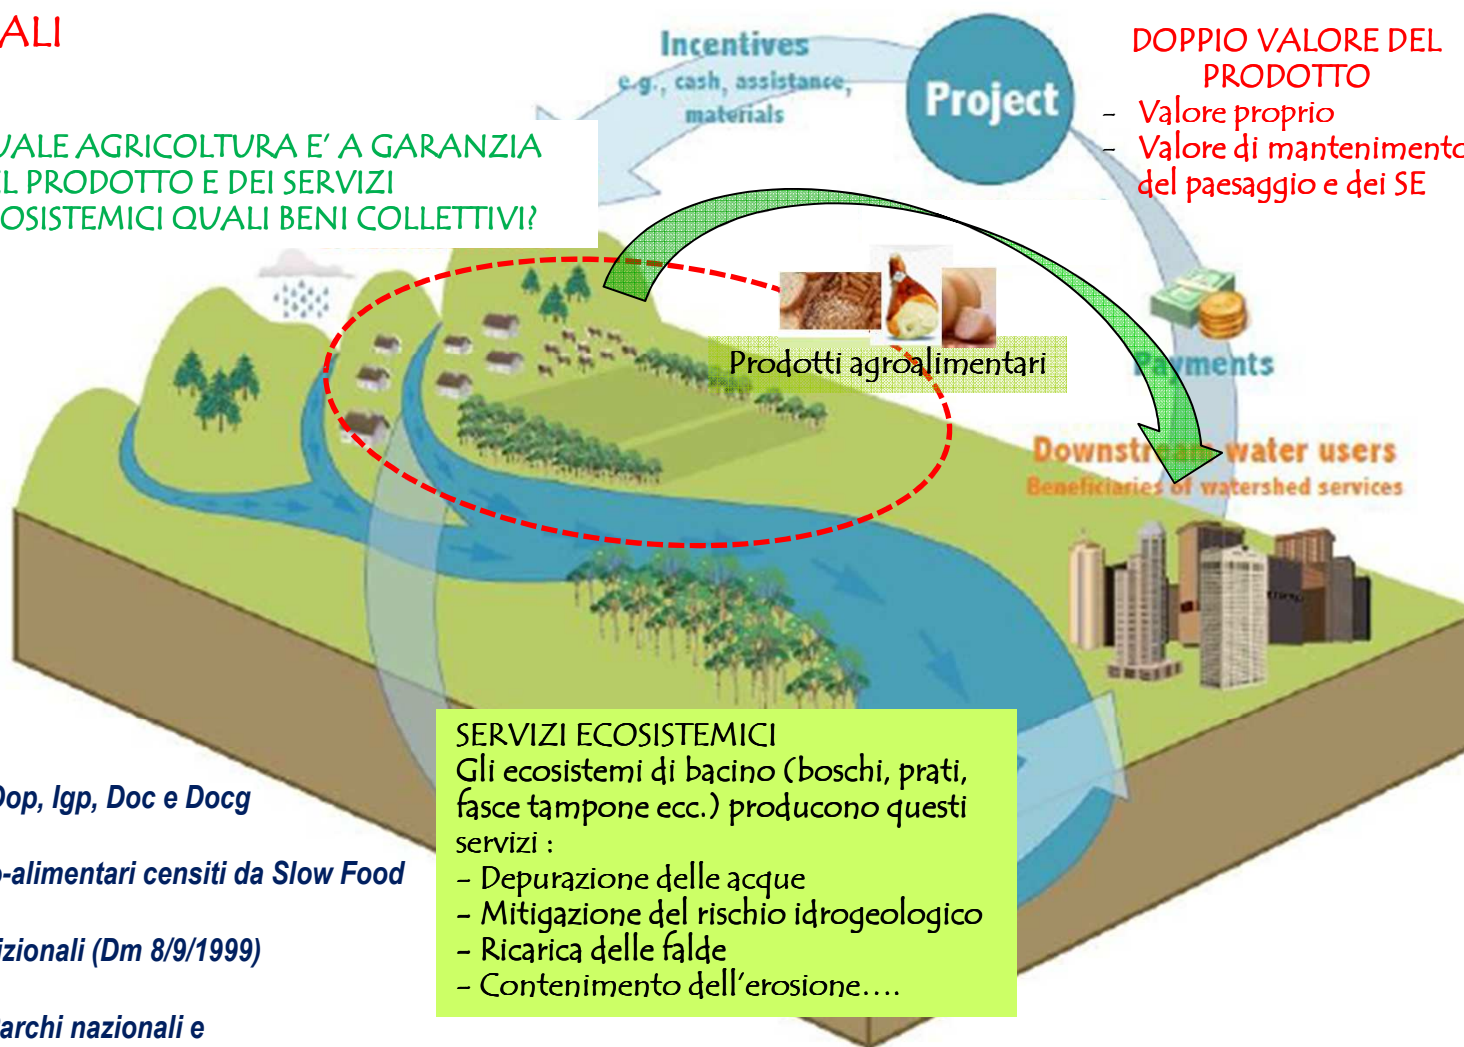 ALI
Incentives
e.g., cash, assistance,
materials
Project
DOPPIO VALORE DEL
PRODOTTO
- Valore proprio
- Valore di mantenimento
del paesaggio e dei SE
UALE AGRICOLTURA E' A GARANZIA
EL PRODOTTO E DEI SERVIZI
COSISTEMICI QUALI BENI COLLETTIVI?
Prodotti agroalimentari
Payments
Downstream water users
Beneficiaries of watershed services
SERVIZI ECOSISTEMICI
Gli ecosistemi di bacino (boschi, prati,
fasce tampone ecc.) producono questi
servizi :
- Depurazione delle acque
- Mitigazione del rischio idrogeologico
- Ricarica delle falde
- Contenimento dell'erosione....
Dop, Igp, Doc e Docg
o-alimentari censiti da Slow Food
izionali (Dm 8/9/1999)
Parchi nazionali e